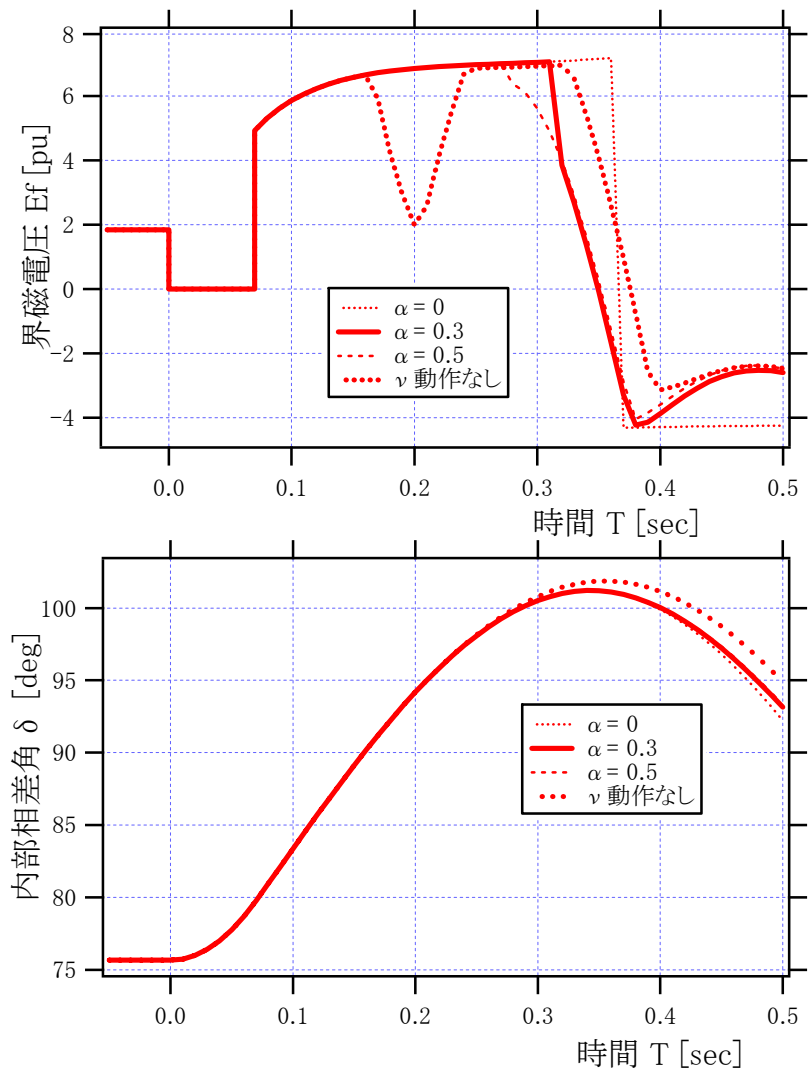 8
6
4
2
0
-2
-4
界磁電圧 Ef [pu]
α = 0
α = 0.3
α = 0.5
ν 動作なし
0.0 0.1 0.2 0.3 0.4 0.5
時間 T [sec]
100
95
90
85
80
75
内部相差角 δ [deg]
α = 0
α = 0.3
α = 0.5
ν 動作なし
0.0 0.1 0.2 0.3 0.4 0.5
時間 T [sec]